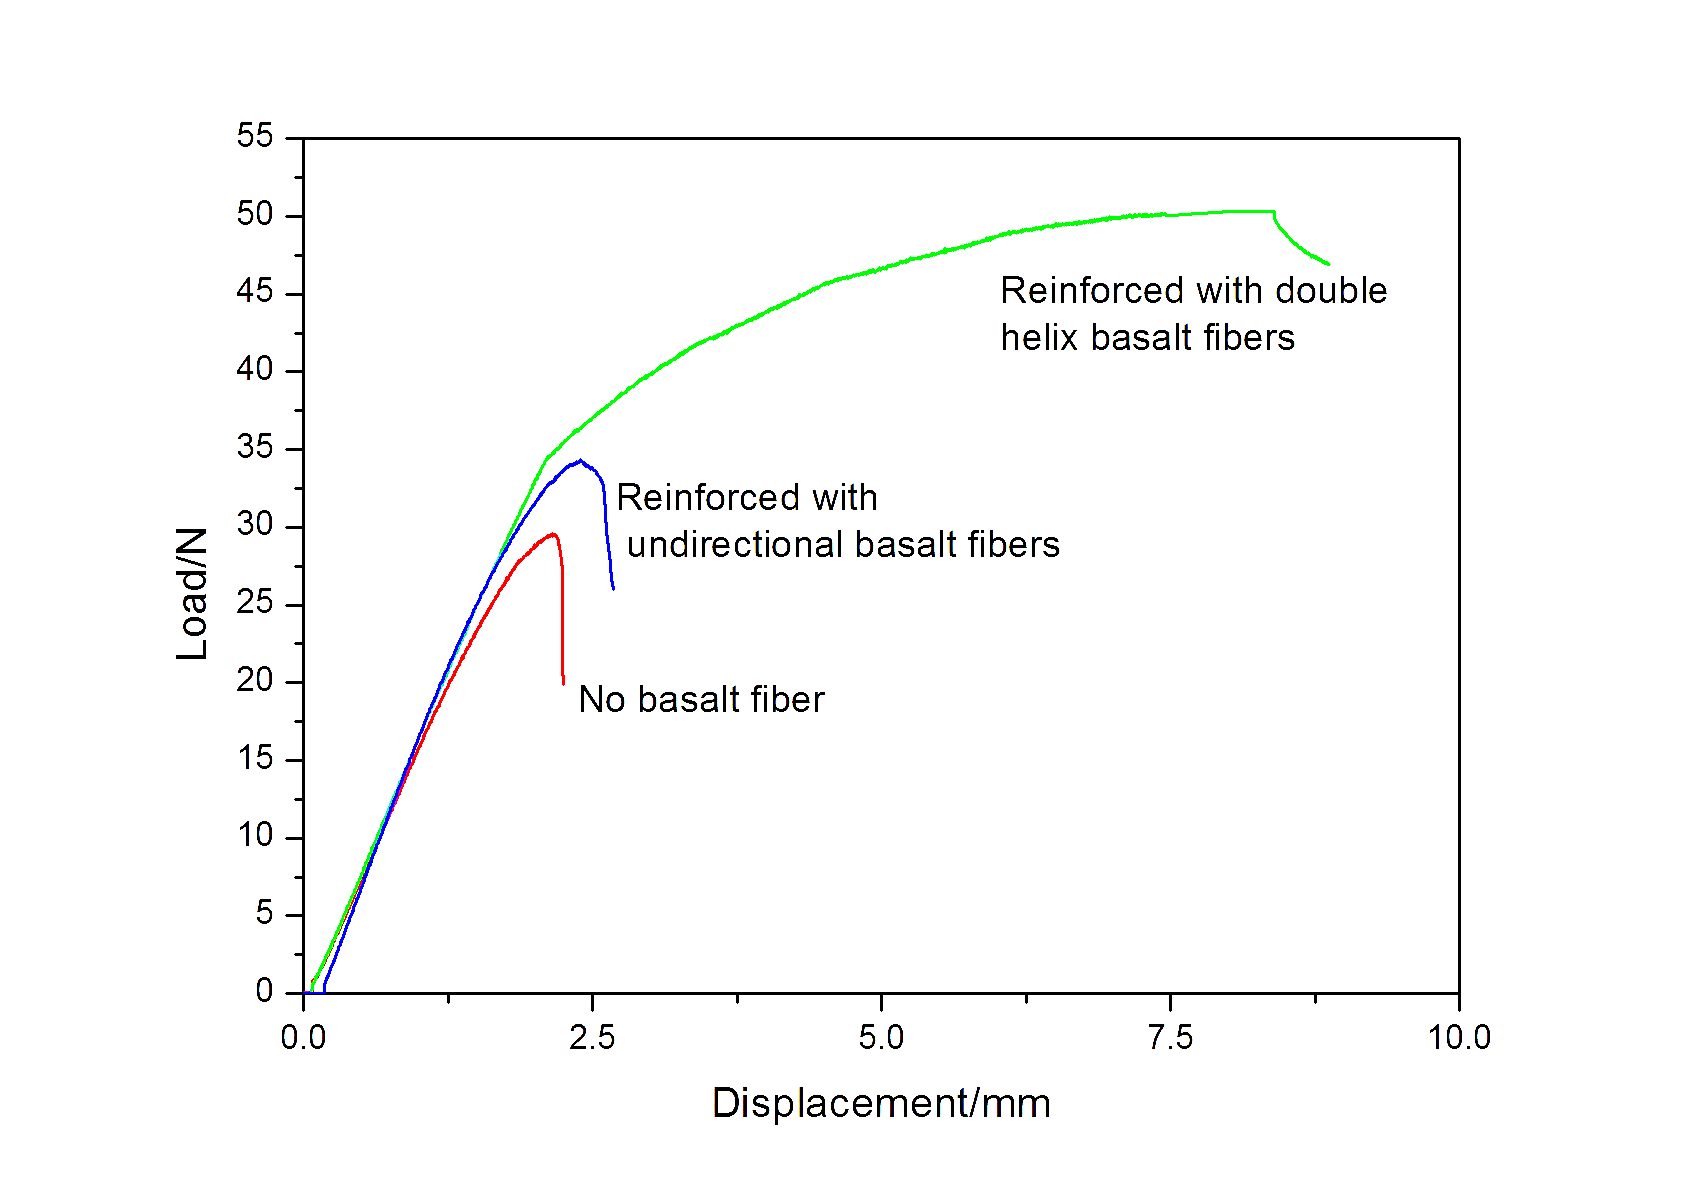 55
50
45
40
35
30
25
20
15
10
5
0
Load/N
Reinforced with double
helix basalt fibers
Reinforced with
undirectional basalt fibers
No basalt fiber
0.0 2.5 5.0 7.5 10.0
Displacement/mm